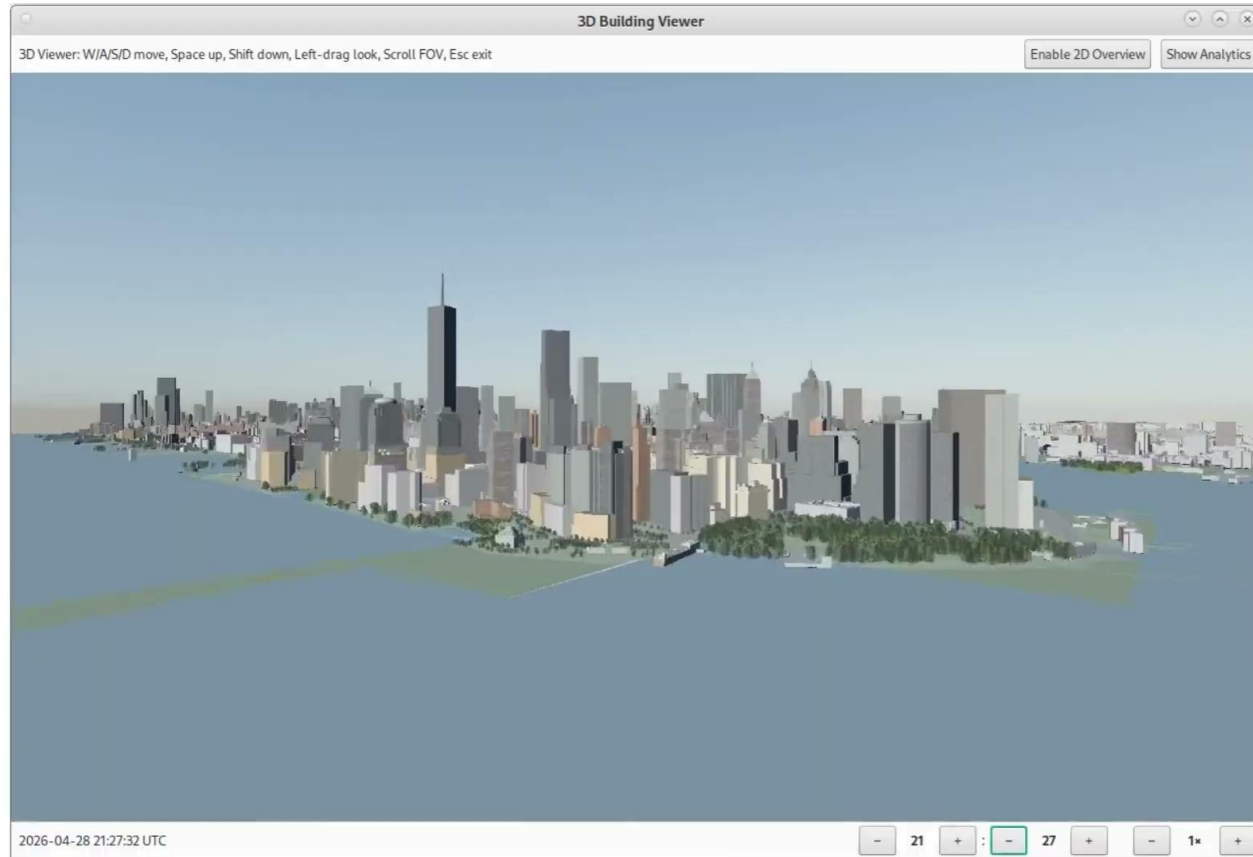 3D Building Viewer
3D Viewer: W/A/S/D move, Space up, Shift down, Left-drag look, Scroll FOV, Esc exit
Enable 2D Overview
Show Analytics
2026-04-28 21:27:32 UTC
− 21 + : − 27 + − 1× +